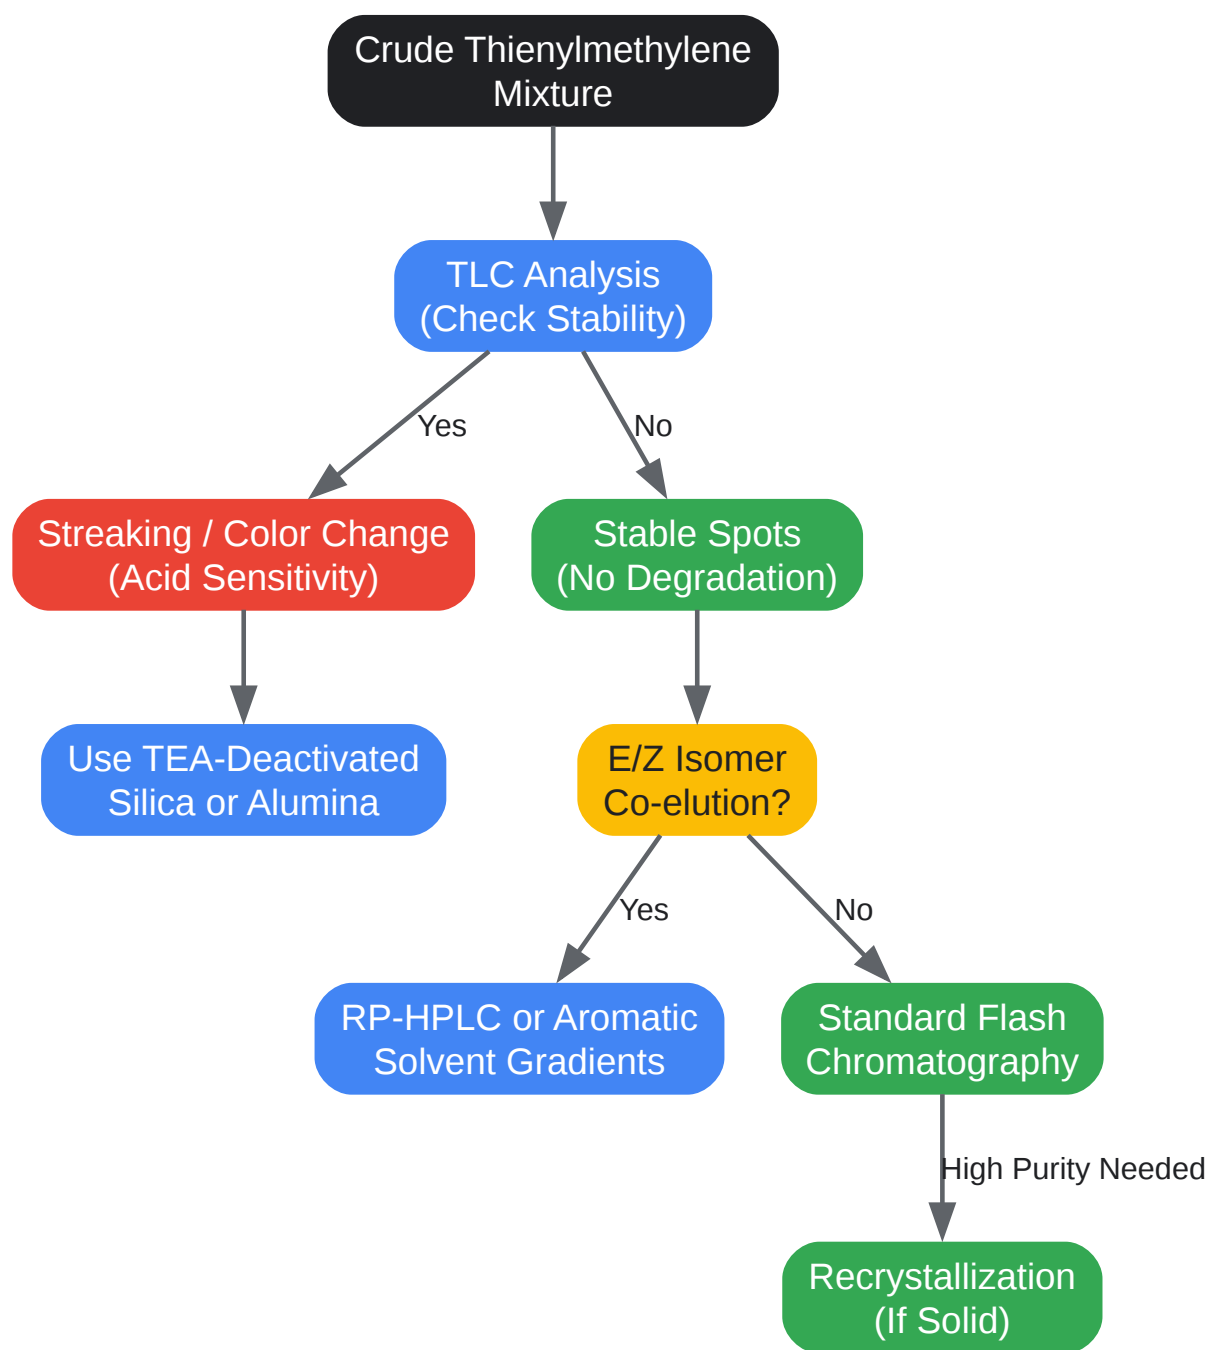 Crude Thienylmethylene
Mixture
TLC Analysis
(Check Stability)
Yes
No
Streaking / Color Change
(Acid Sensitivity)
Stable Spots
(No Degradation)
Use TEA-Deactivated
Silica or Alumina
E/Z Isomer
Co-elution?
Yes
No
RP-HPLC or Aromatic
Solvent Gradients
Standard Flash
Chromatography
High Purity Needed
Recrystallization
(If Solid)